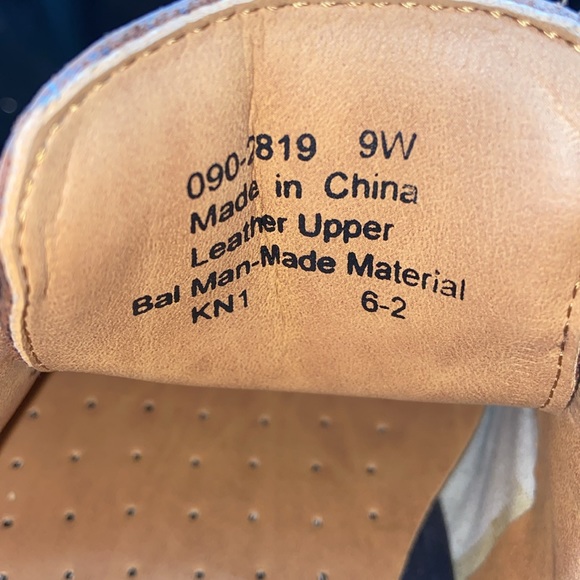 090-2819 9W
Made in China
Leather Upper
Bal Man-Made Material
KN1 6-2